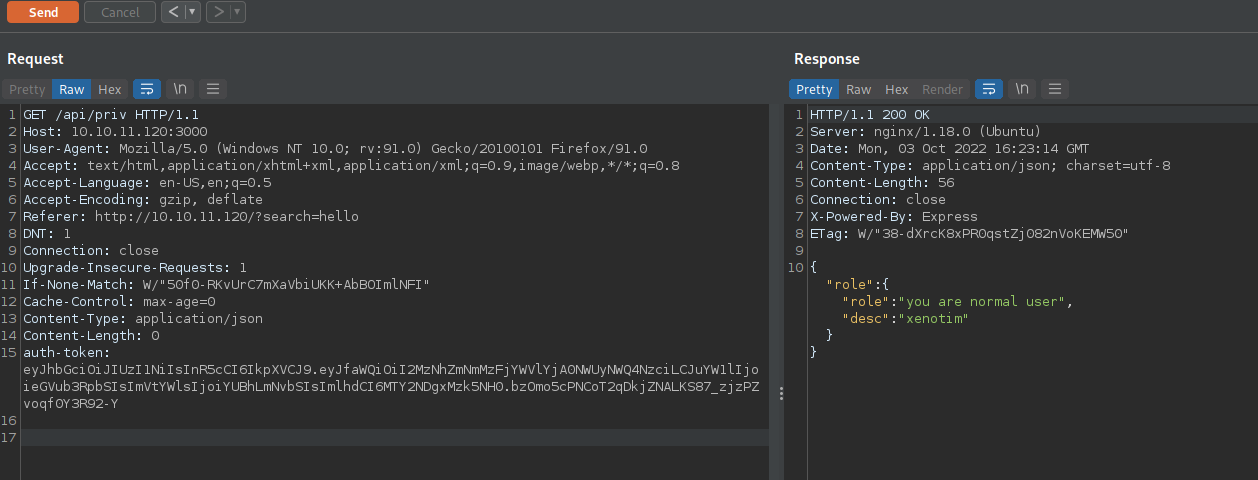 Send Cancel < ▾ > ▾
Request
Pretty Raw Hex \n
1 GET /api/priv HTTP/1.1
2 Host: 10.10.11.120:3000
3 User-Agent: Mozilla/5.0 (Windows NT 10.0; rv:91.0) Gecko/20100101 Firefox/91.0
4 Accept: text/html,application/xhtml+xml,application/xml;q=0.9,image/webp,*/*;q=0.8
5 Accept-Language: en-US,en;q=0.5
6 Accept-Encoding: gzip, deflate
7 Referer: http://10.10.11.120/?search=hello
8 DNT: 1
9 Connection: close
10 Upgrade-Insecure-Requests: 1
11 If-None-Match: W/"50f0-RKvUrC7mXaVbiUKK+AbB0ImlNFI"
12 Cache-Control: max-age=0
13 Content-Type: application/json
14 Content-Length: 0
15 auth-token:
eyJhbGciOiJIUzI1NiIsInR5cCI6IkpXVCJ9.eyJfaWQiOiI2MzNhZmNmMzFjYWVlYjA0NWUyNWQ4NzciLCJuYW1lIjo
ieGVub3RpbSIsImVtYWlsIjoiYUBhLmNvbSIsImlhdCI6MTY2NDgxMzk5NH0.bzOmo5cPNCoT2qDkjZNALKS87_zjzPZ
voqf0Y3R92-Y
16
17
Response
Pretty Raw Hex Render \n
1 HTTP/1.1 200 OK
2 Server: nginx/1.18.0 (Ubuntu)
3 Date: Mon, 03 Oct 2022 16:23:14 GMT
4 Content-Type: application/json; charset=utf-8
5 Content-Length: 56
6 Connection: close
7 X-Powered-By: Express
8 ETag: W/"38-dXrcK8xPR0qstZj082nVoKEMW50"
9
10 {
"role":{
"role":"you are normal user",
"desc":"xenotim"
}
}